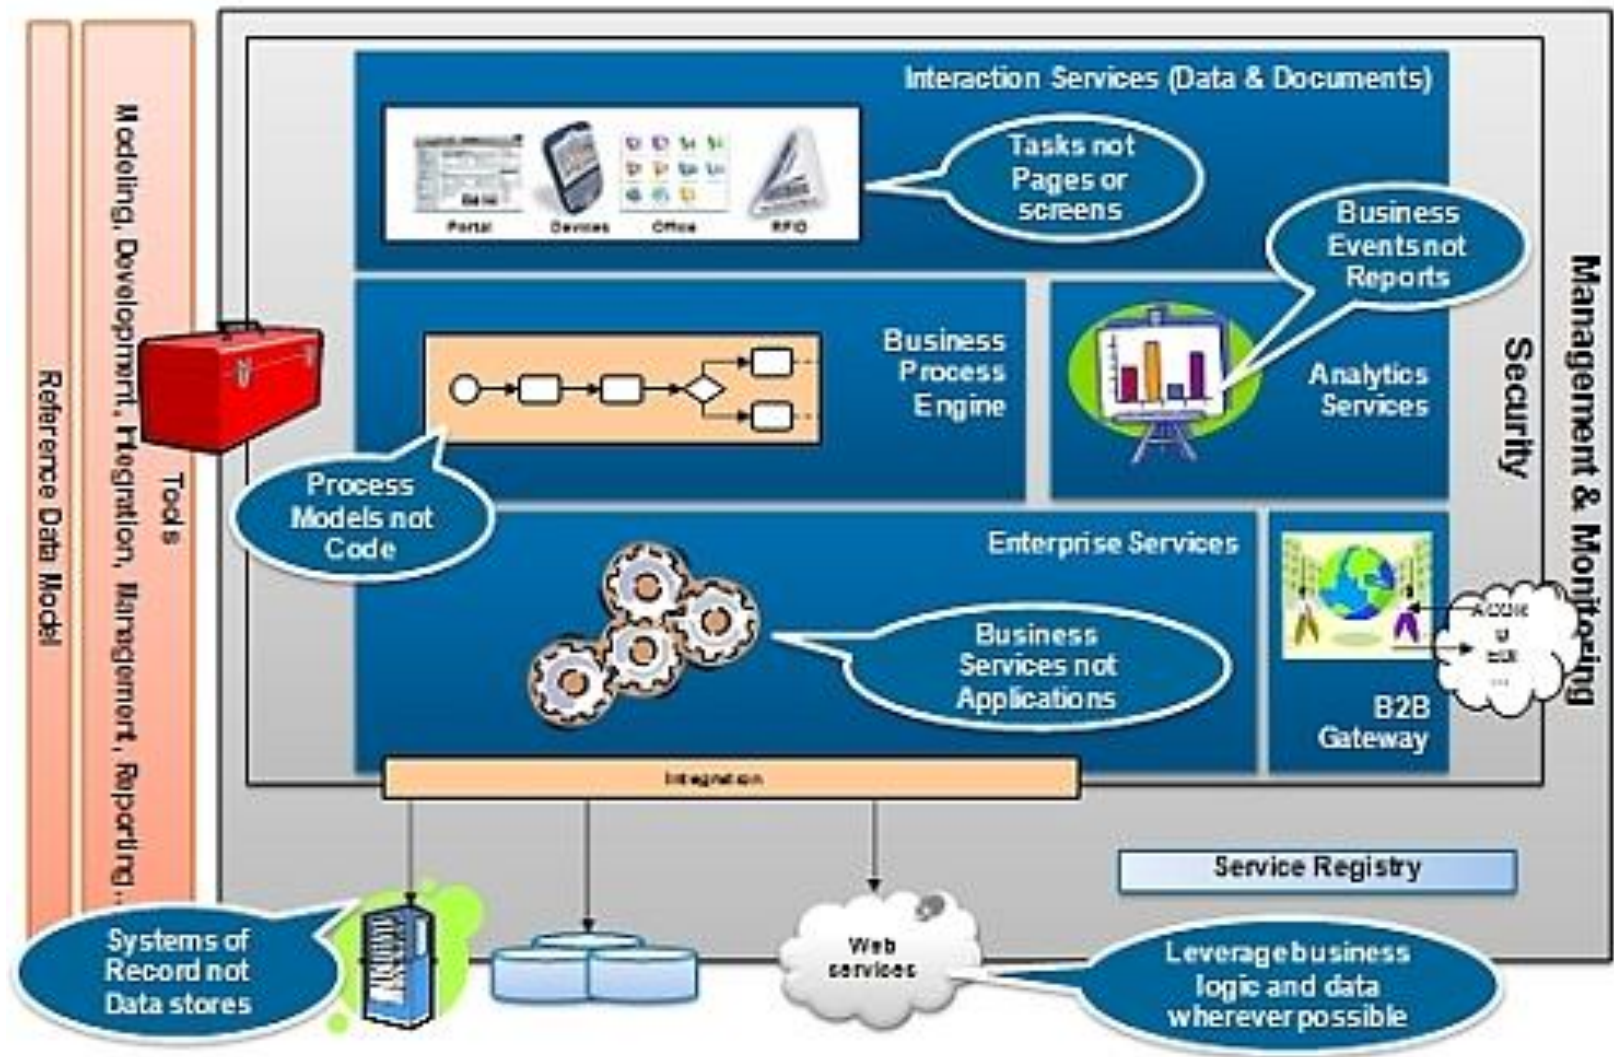 Interaction Services (Data & Documents)
Portal
Devices
Office
RFID
Tasks not
Pages or
screens
Business
Events not
Reports
Business
Process
Engine
Analytics
Services
Process
Models not
Code
Enterprise Services
Business
Services not
Applications
B2B
Gateway
Integration
Service Registry
Systems of
Record not
Data stores
Web
services
Leverage business
logic and data
wherever possible
Reference Data Model
Modeling, Development, Integration, Management, Reporting...
Tools
Security
Management & Monitoring